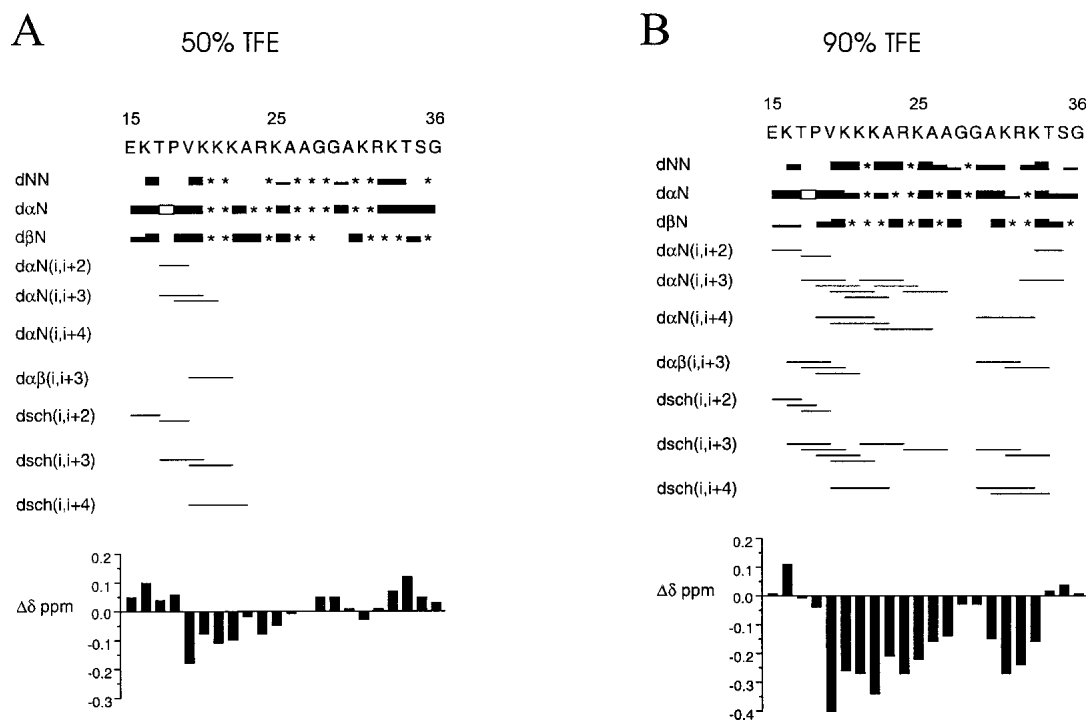 A
50% TFE
15 25 36
EKTPVKKKARKAAGGAKRKTSG
dNN * * * * * * * * * *
dαN * * * * * * *
dβN * * * * * * *
dαN(i,i+2)
dαN(i,i+3)
dαN(i,i+4)
dαβ(i,i+3)
dsch(i,i+2)
dsch(i,i+3)
dsch(i,i+4)
0.2
0.1
Δδ ppm 0.0
-0.1
-0.2
-0.3
B
90% TFE
15 25 36
EKTPVKKKARKAAGGAKRKTSG
dNN * * *
dαN * * *
dβN * * * * * * * *
dαN(i,i+2)
dαN(i,i+3)
dαN(i,i+4)
dαβ(i,i+3)
dsch(i,i+2)
dsch(i,i+3)
dsch(i,i+4)
0.2
0.1
Δδ ppm 0.0
-0.1
-0.2
-0.3
-0.4